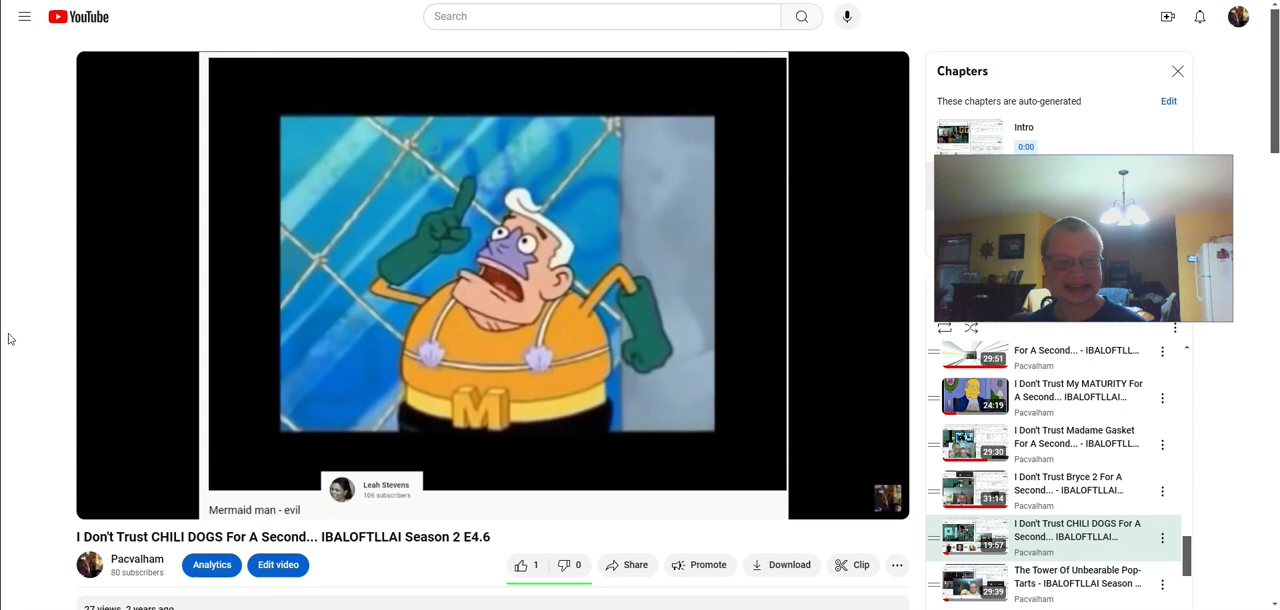 YouTube
Search
Chapters
These chapters are auto-generated
Edit
Intro
0:00
M
Leah Stevens
106 subscribers
Mermaid man - evil
I Don't Trust CHILI DOGS For A Second... IBALOFTLLAI Season 2 E4.6
Pacvalham
80 subscribers
Analytics
Edit video
1
0
Share
Promote
Download
Clip
27 views  2 years ago
29:51
For A Second... - IBALOFTLL...
Pacvalham
24:19
I Don't Trust My MATURITY For
A Second... IBALOFTLLAI...
Pacvalham
29:30
I Don't Trust Madame Gasket
For A Second... - IBALOFTLL...
Pacvalham
31:14
I Don't Trust Bryce 2 For A
Second... - IBALOFTLLAI...
Pacvalham
19:57
I Don't Trust CHILI DOGS For A
Second... IBALOFTLLAI...
Pacvalham
29:39
The Tower Of Unbearable Pop-
Tarts - IBALOFTLLAI Season ...
Pacvalham